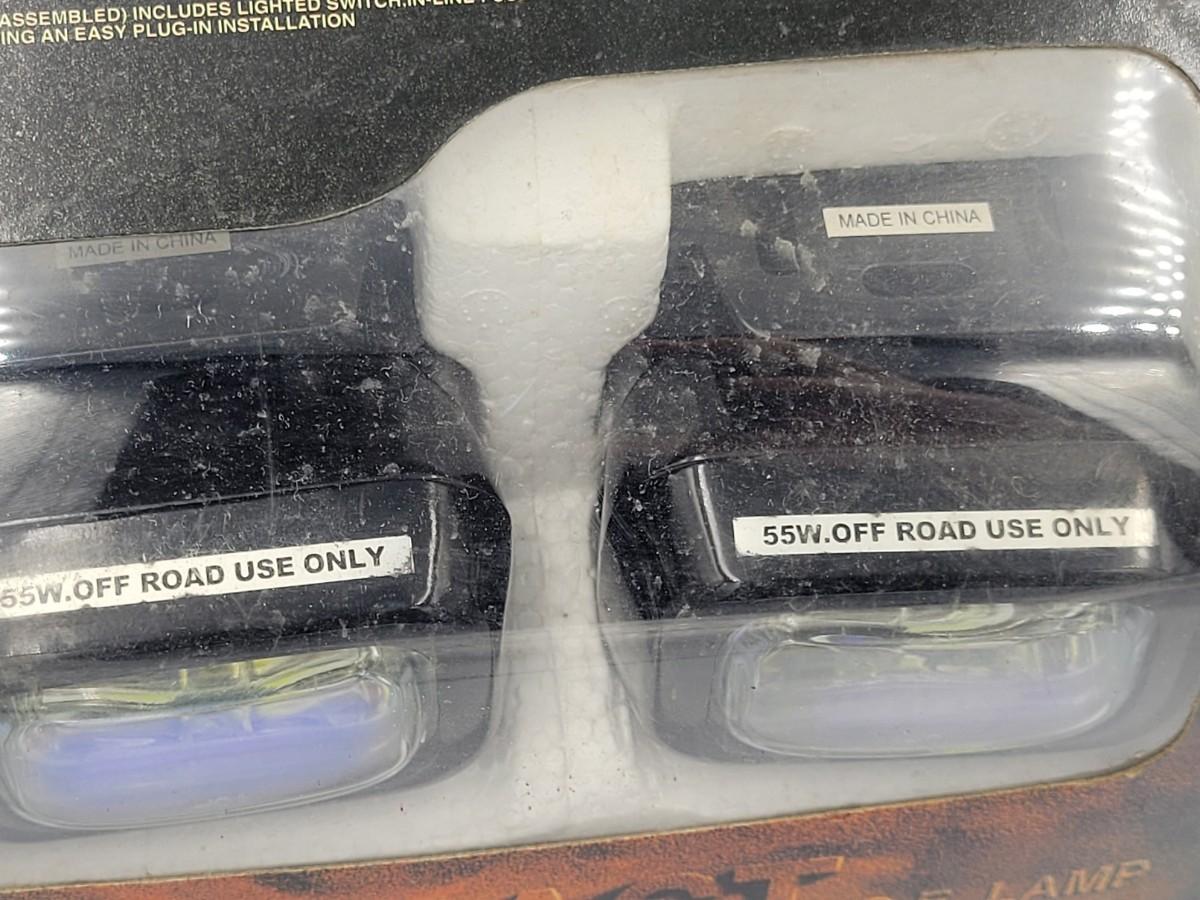 ASSEMBLED) INCLUDES LIGHTED SWITCH.IN-LINE
ING AN EASY PLUG-IN INSTALLATION
MADE IN CHINA
MADE IN CHINA
55W.OFF ROAD USE ONLY
55W.OFF ROAD USE ONLY
LAMP